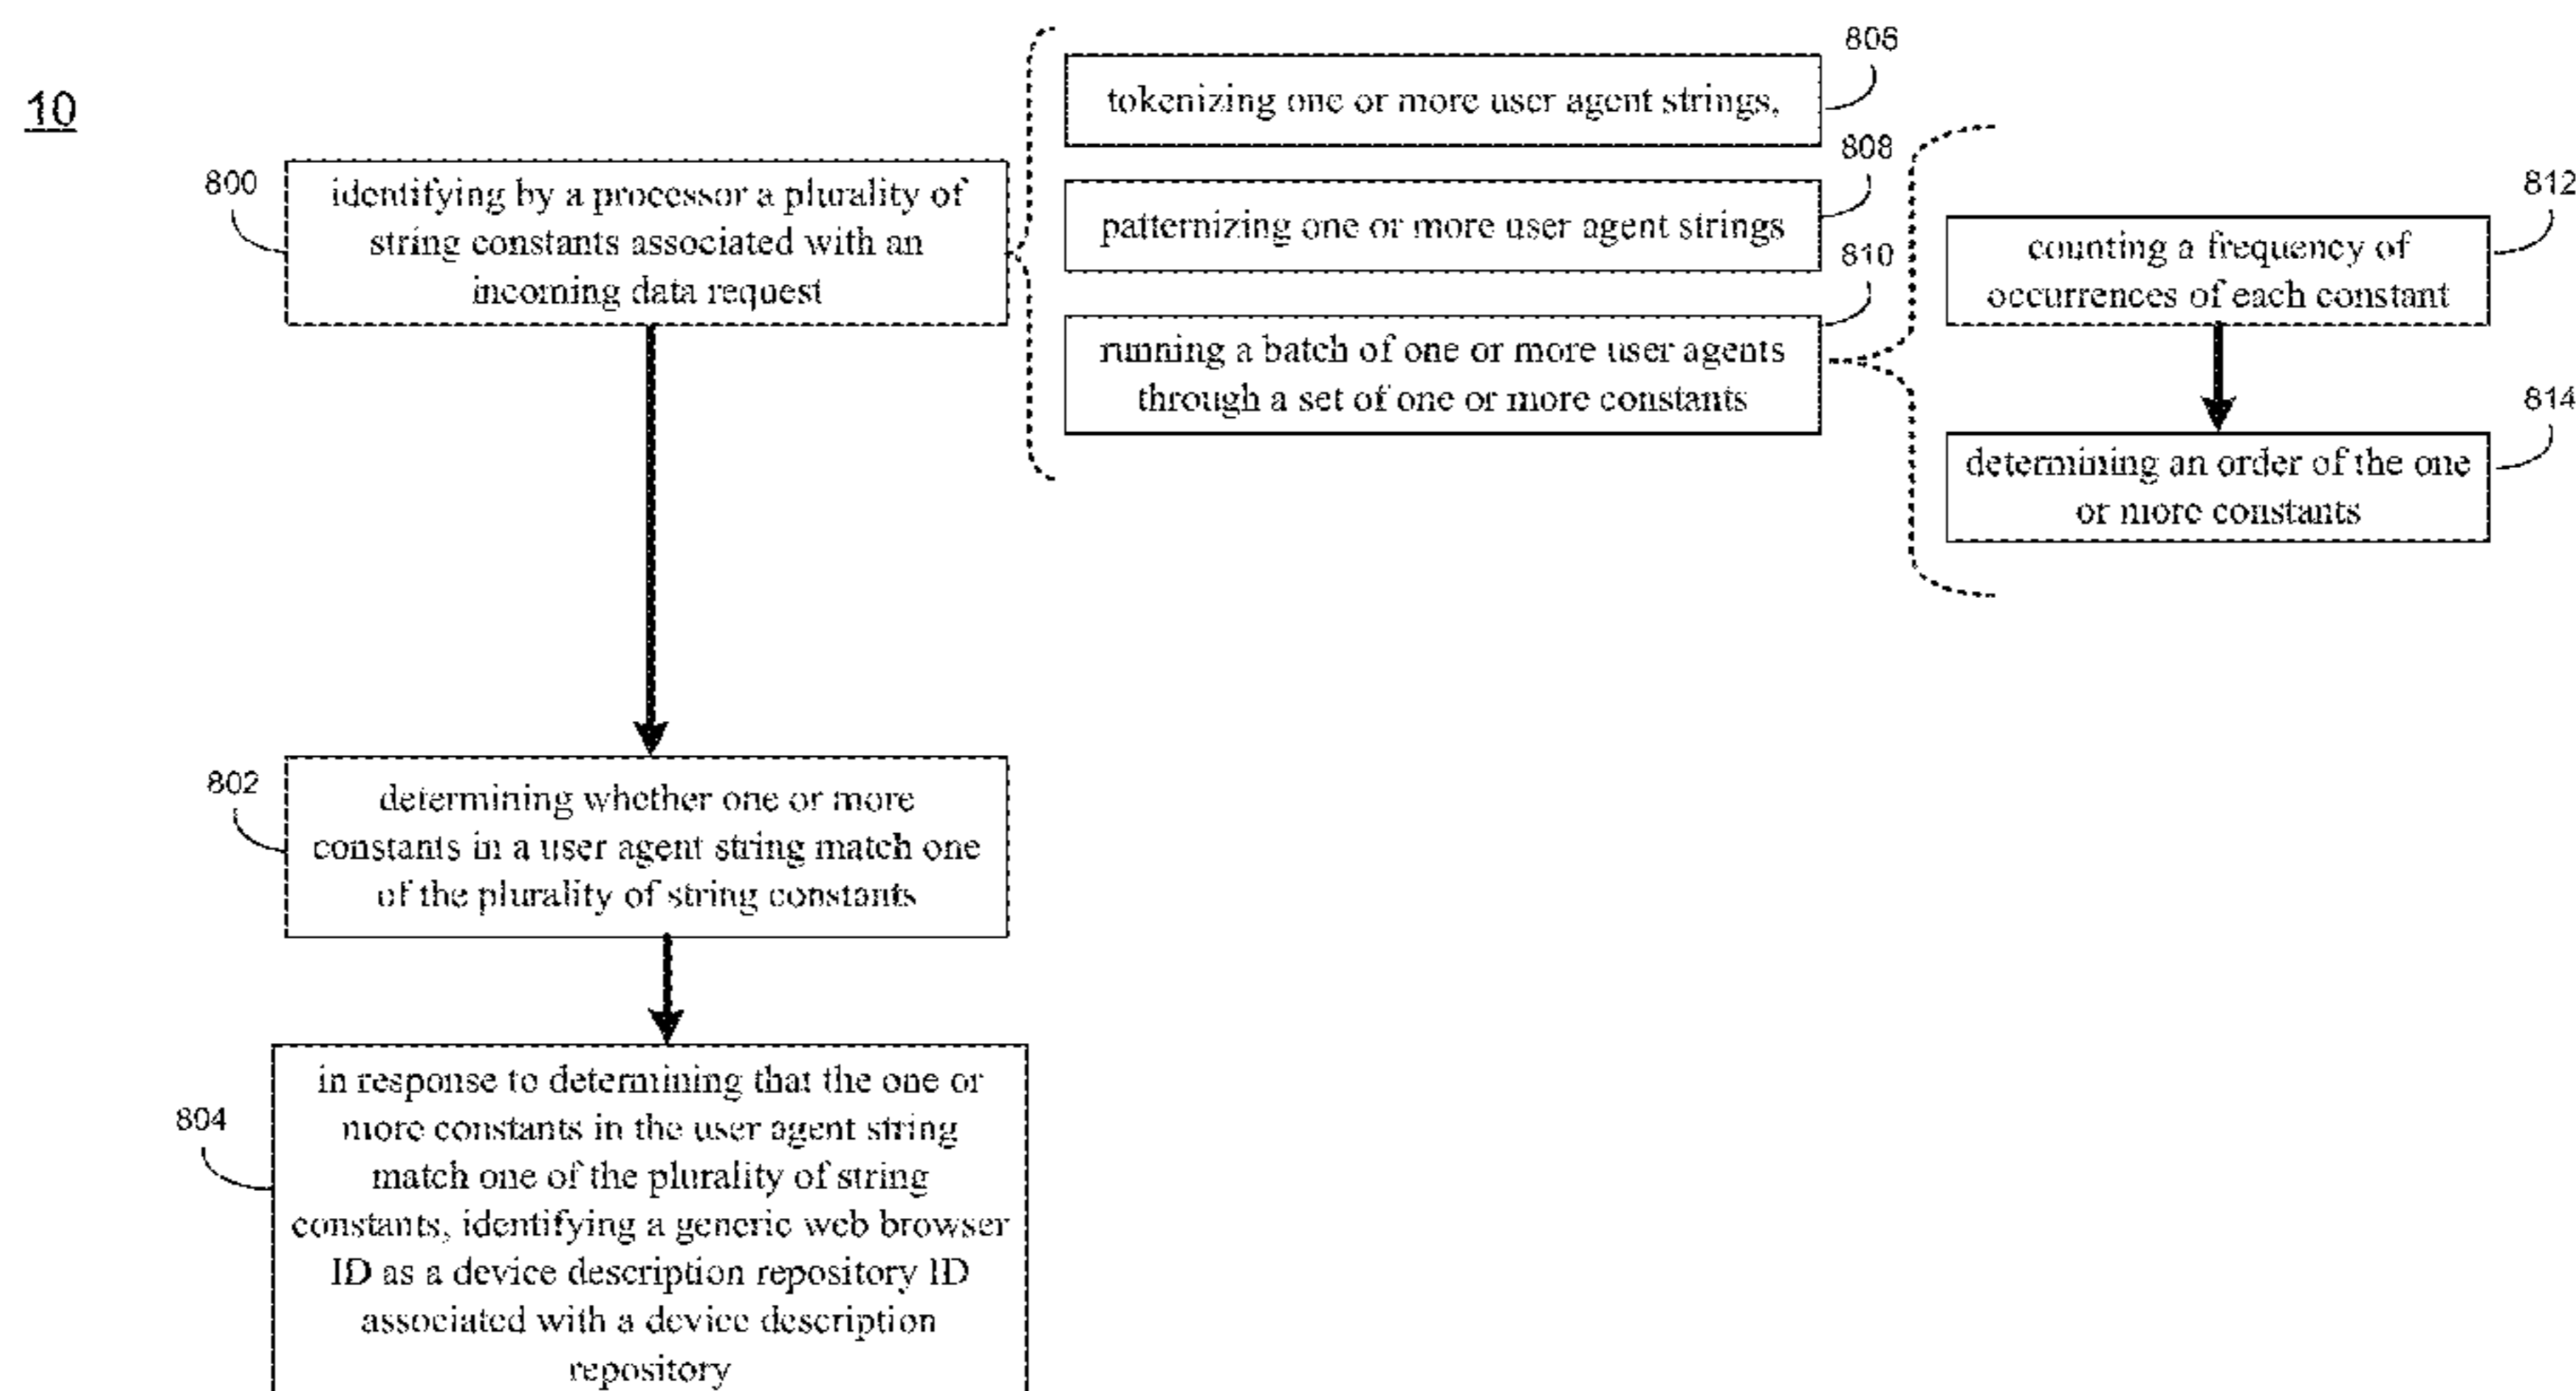 10
800
identifying by a processor a plurality of
string constants associated with an
incoming data request
806
tokenizing one or more user agent strings,
808
patternizing one or more user agent strings
810
running a batch of one or more user agents
through a set of one or more constants
812
counting a frequency of
occurrences of each constant
814
determining an order of the one
or more constants
802
determining whether one or more
constants in a user agent string match one
of the plurality of string constants
804
in response to determining that the one or
more constants in the user agent string
match one of the plurality of string
constants, identifying a generic web browser
ID as a device description repository ID
associated with a device description
repository